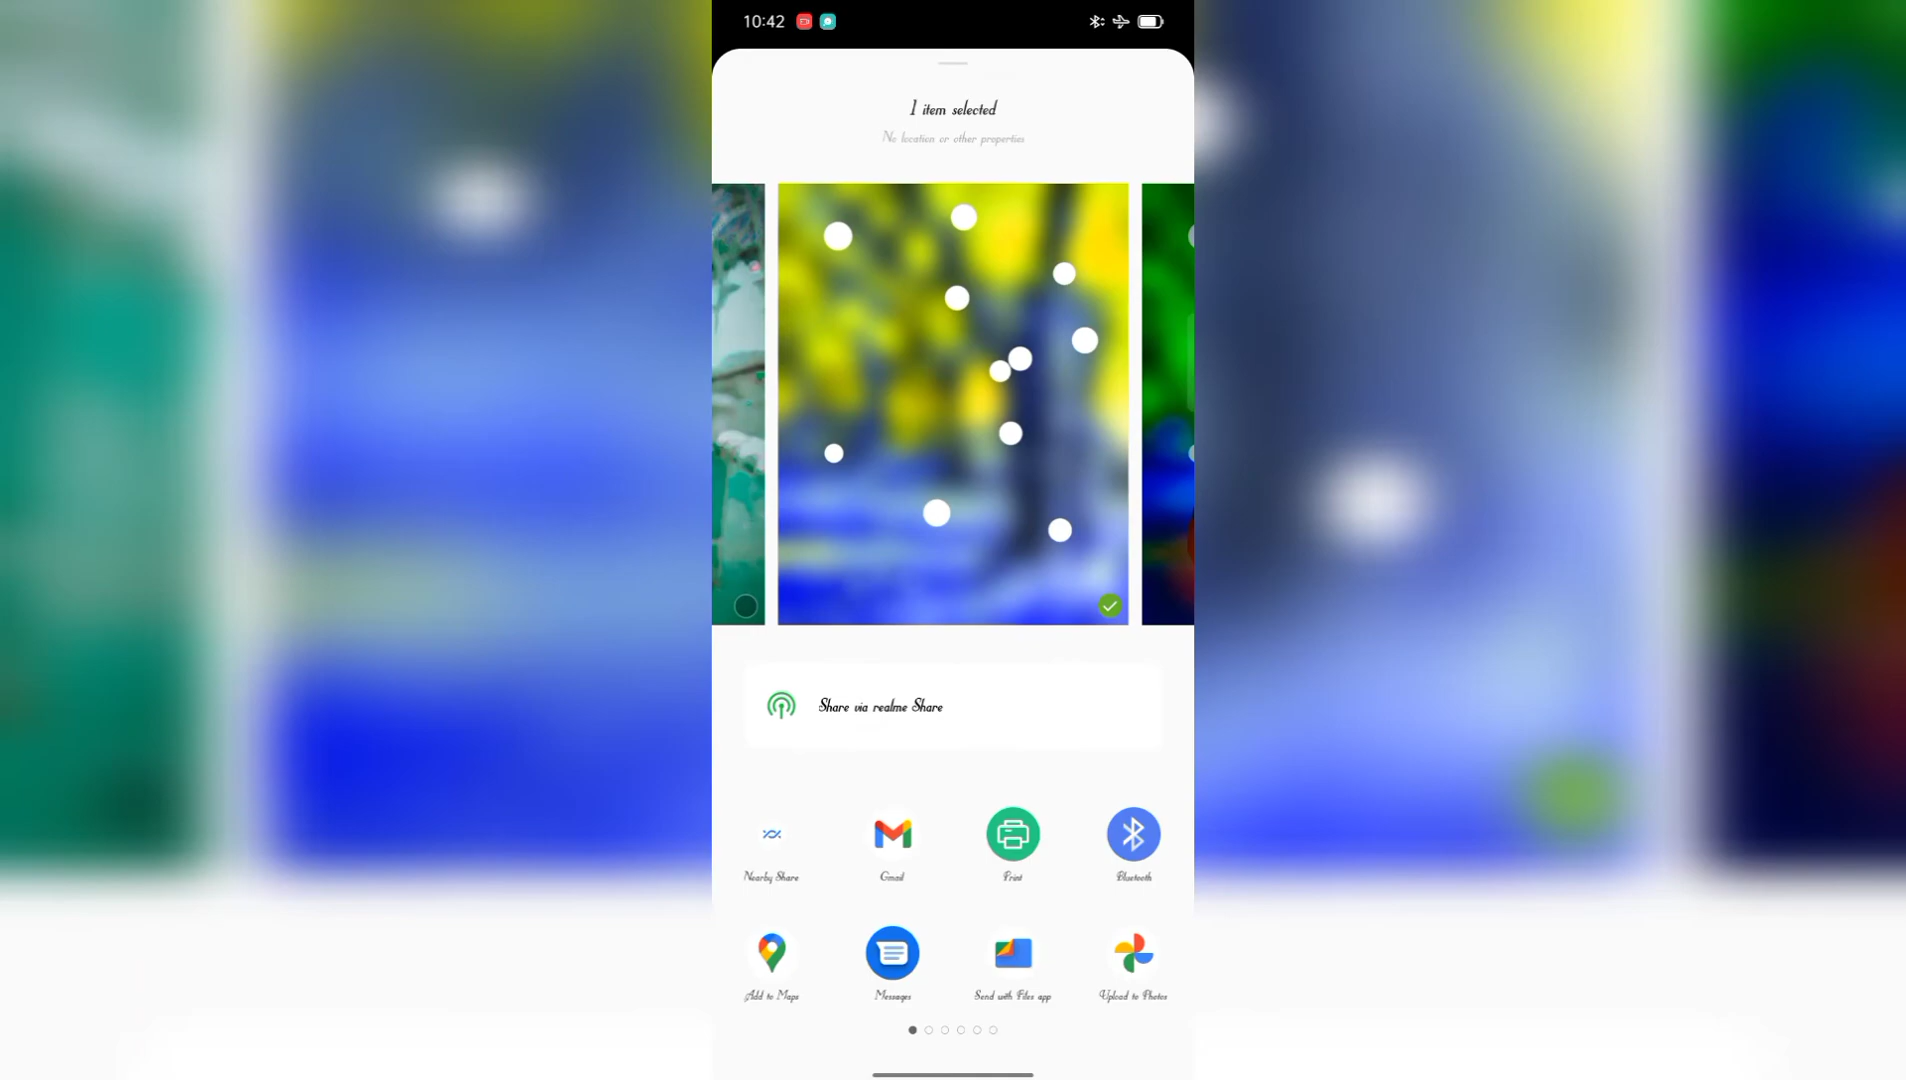 10:42
1 item selected
No location or other properties
Share via realme Share
Nearby Share
Gmail
Print
Bluetooth
Add to Maps
Messages
Send with Files app
Upload to Photos